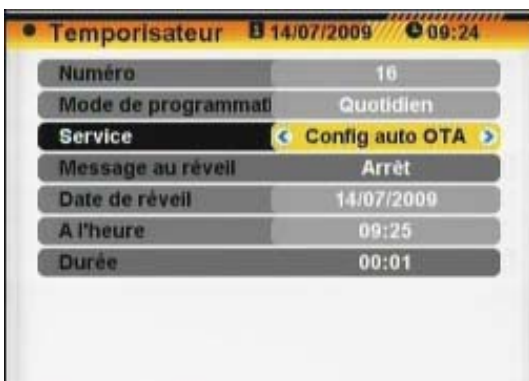 Temporisateur 14/07/2009 09:24
Numéro 16
Mode de programmati Quotidien
Service Config auto OTA
Message au réveil Arrêt
Date de réveil 14/07/2009
A l'heure 09:25
Durée 00:01